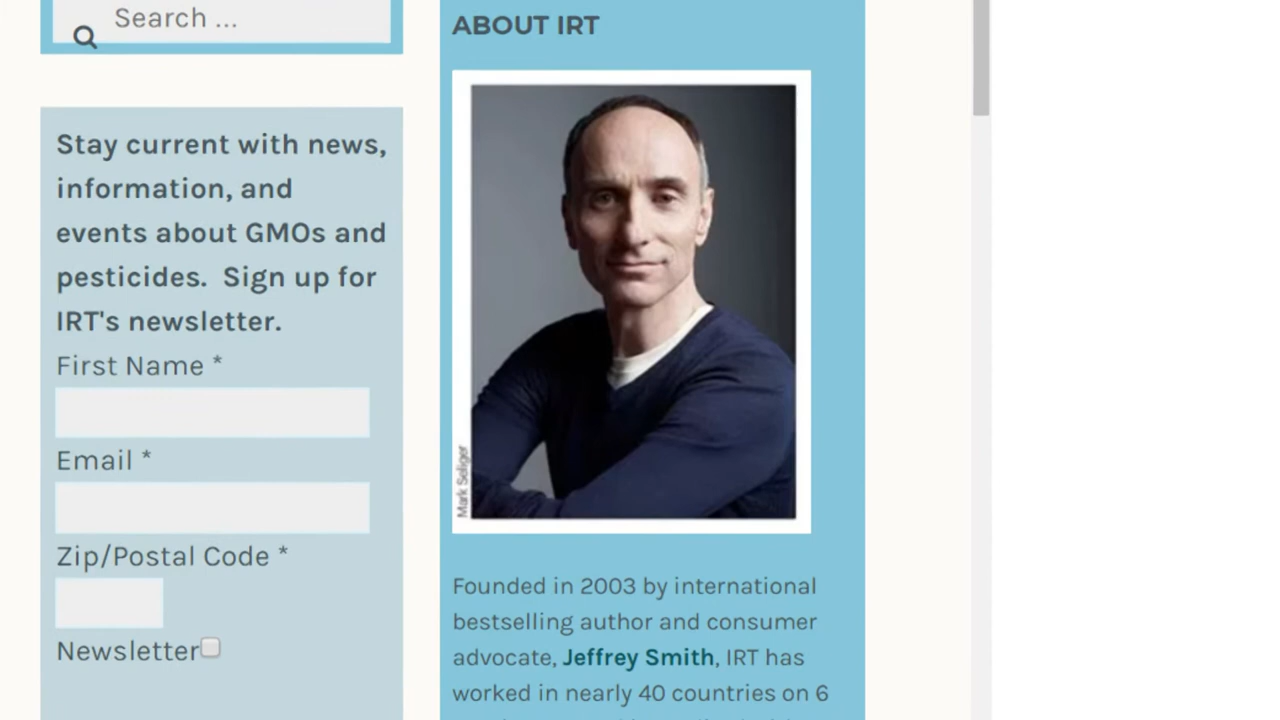 Search ...
Stay current with news,
information, and
events about GMOs and
pesticides. Sign up for
IRT's newsletter.
First Name *
Email *
Zip/Postal Code *
Newsletter
ABOUT IRT
Mark Seliger
Founded in 2003 by international
bestselling author and consumer
advocate, Jeffrey Smith, IRT has
worked in nearly 40 countries on 6